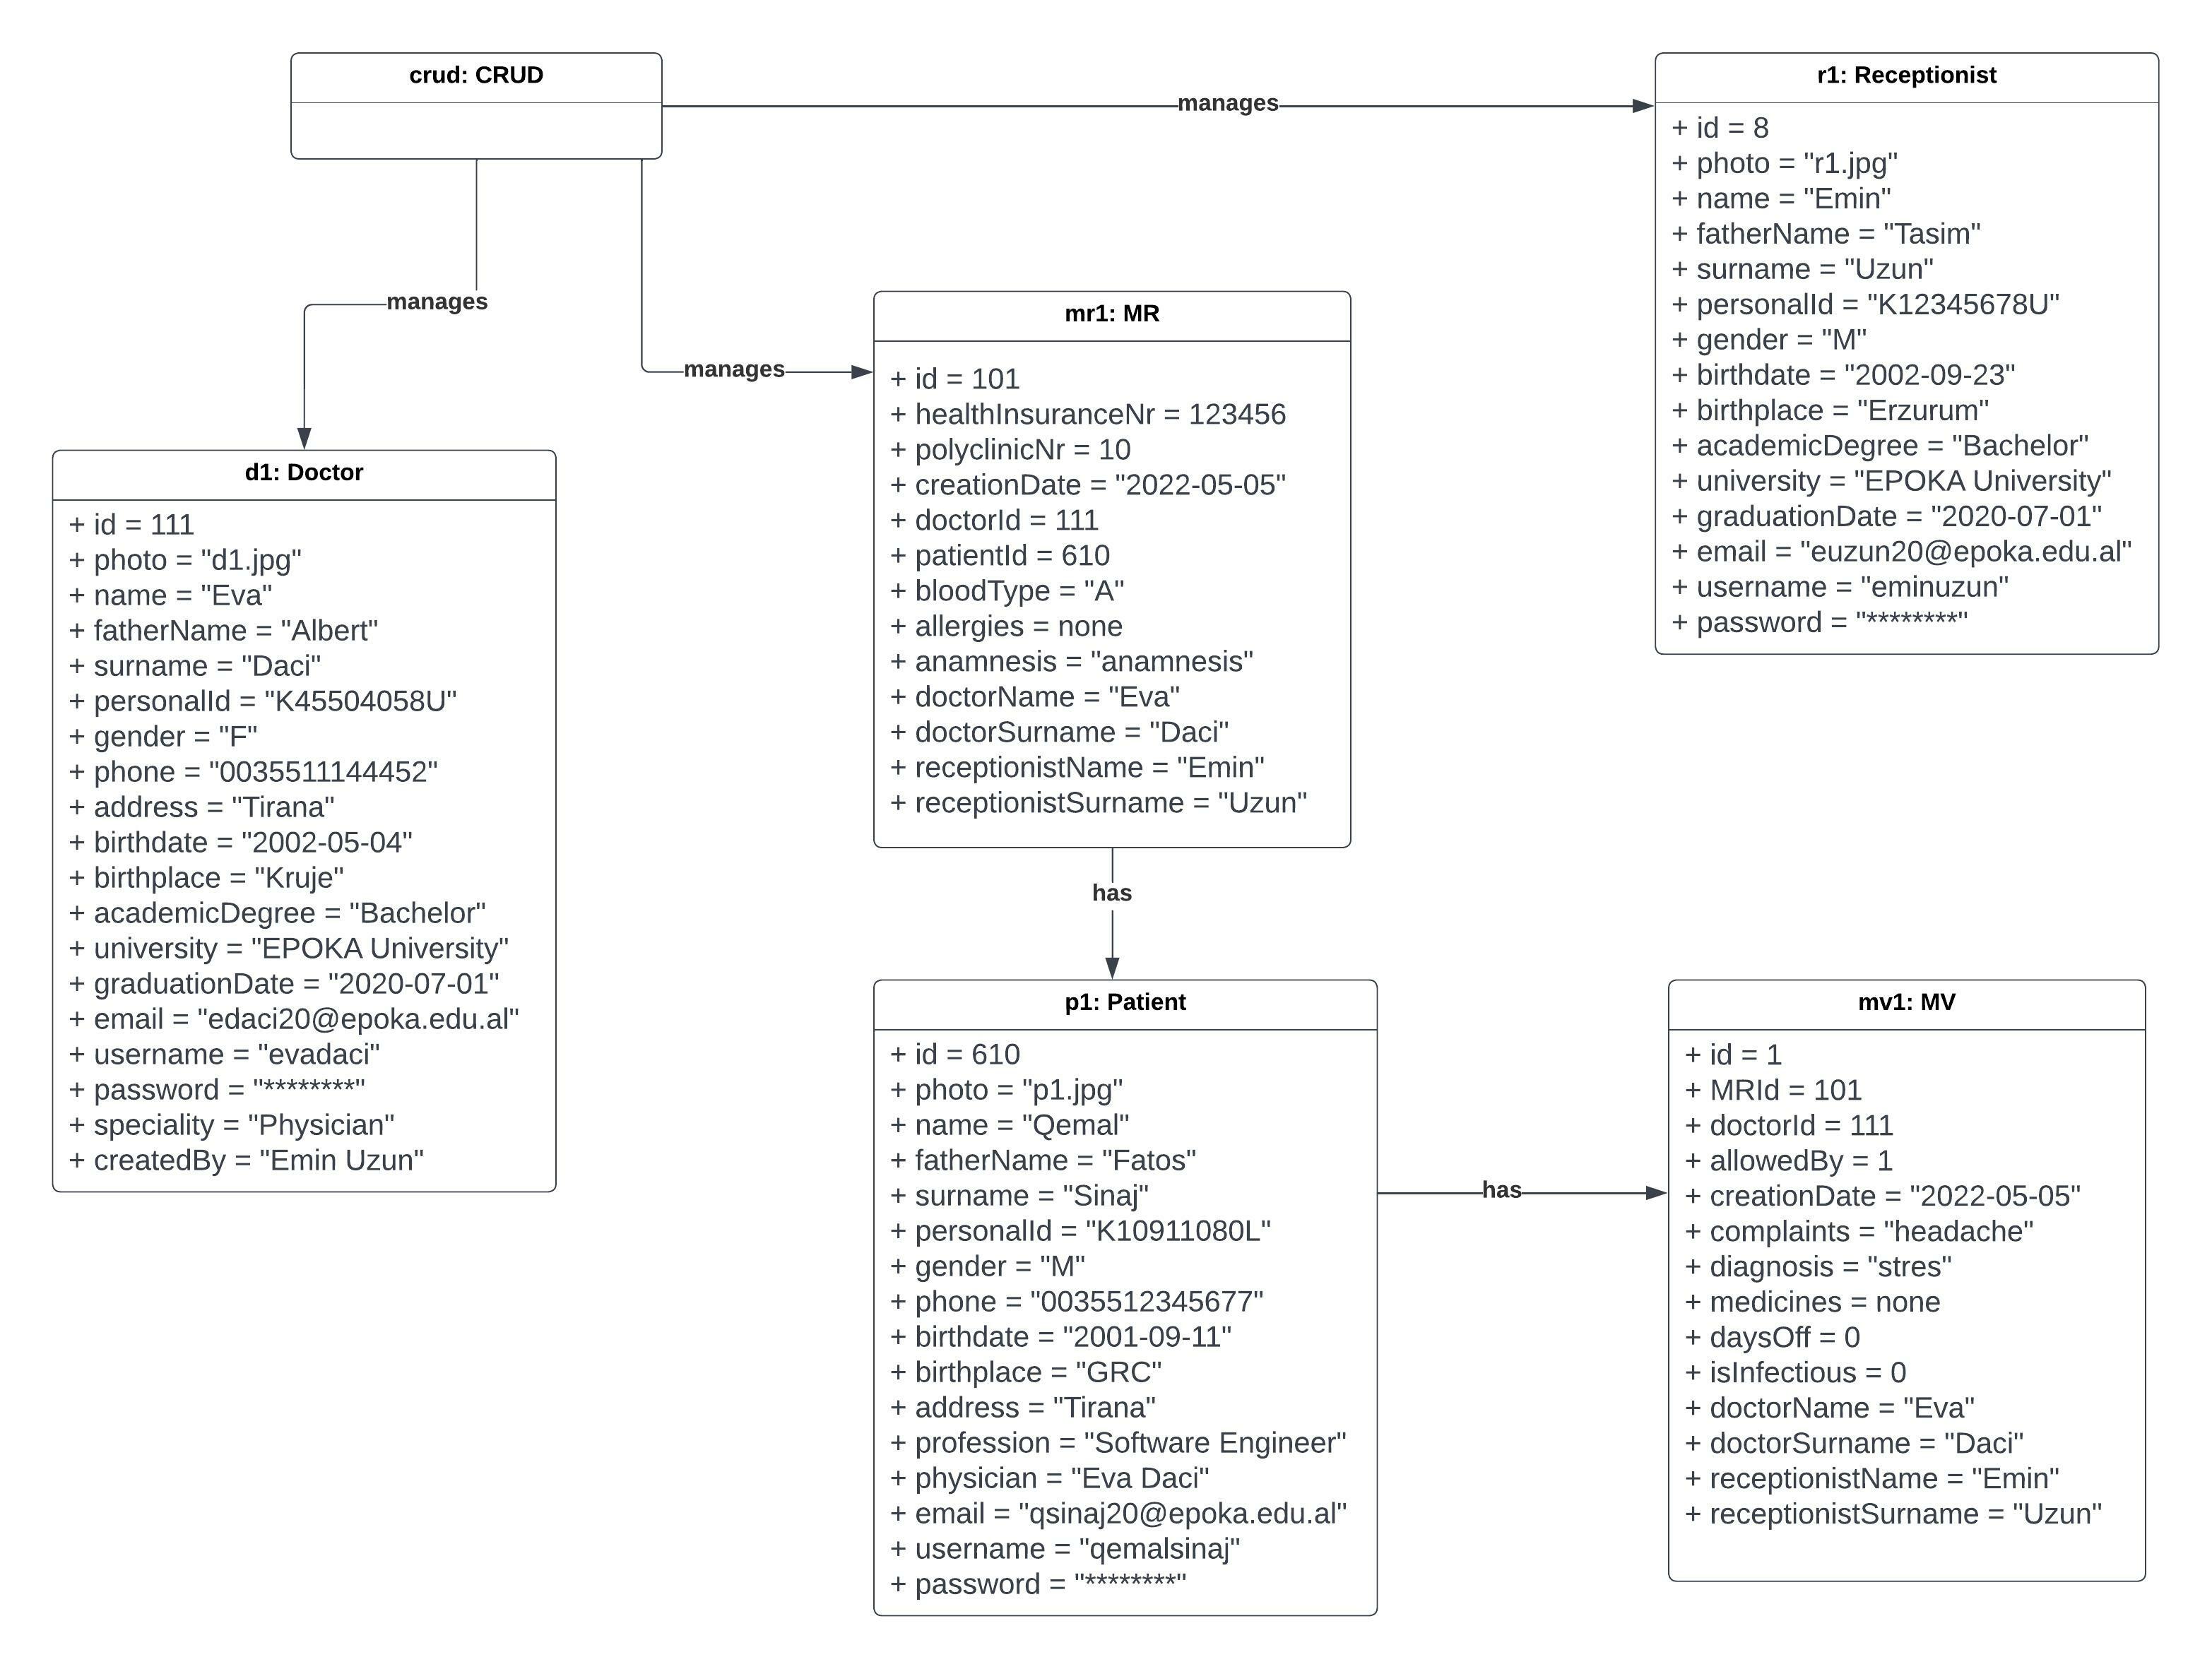 crud: CRUD
manages
manages
manages
r1: Receptionist
+ id = 8
+ photo = "r1.jpg"
+ name = "Emin"
+ fatherName = "Tasim"
+ surname = "Uzun"
+ personalId = "K12345678U"
+ gender = "M"
+ birthdate = "2002-09-23"
+ birthplace = "Erzurum"
+ academicDegree = "Bachelor"
+ university = "EPOKA University"
+ graduationDate = "2020-07-01"
+ email = "euzun20@epoka.edu.al"
+ username = "eminuzun"
+ password = "********"
mr1: MR
+ id = 101
+ healthInsuranceNr = 123456
+ polyclinicNr = 10
+ creationDate = "2022-05-05"
+ doctorId = 111
+ patientId = 610
+ bloodType = "A"
+ allergies = none
+ anamnesis = "anamnesis"
+ doctorName = "Eva"
+ doctorSurname = "Daci"
+ receptionistName = "Emin"
+ receptionistSurname = "Uzun"
d1: Doctor
+ id = 111
+ photo = "d1.jpg"
+ name = "Eva"
+ fatherName = "Albert"
+ surname = "Daci"
+ personalId = "K45504058U"
+ gender = "F"
+ phone = "0035511144452"
+ address = "Tirana"
+ birthdate = "2002-05-04"
+ birthplace = "Kruje"
+ academicDegree = "Bachelor"
+ university = "EPOKA University"
+ graduationDate = "2020-07-01"
+ email = "edaci20@epoka.edu.al"
+ username = "evadaci"
+ password = "********"
+ speciality = "Physician"
+ createdBy = "Emin Uzun"
has
p1: Patient
+ id = 610
+ photo = "p1.jpg"
+ name = "Qemal"
+ fatherName = "Fatos"
+ surname = "Sinaj"
+ personalId = "K10911080L"
+ gender = "M"
+ phone = "0035512345677"
+ birthdate = "2001-09-11"
+ birthplace = "GRC"
+ address = "Tirana"
+ profession = "Software Engineer"
+ physician = "Eva Daci"
+ email = "qsinaj20@epoka.edu.al"
+ username = "qemalsinaj"
+ password = "********"
has
mv1: MV
+ id = 1
+ MRId = 101
+ doctorId = 111
+ allowedBy = 1
+ creationDate = "2022-05-05"
+ complaints = "headache"
+ diagnosis = "stres"
+ medicines = none
+ daysOff = 0
+ isInfectious = 0
+ doctorName = "Eva"
+ doctorSurname = "Daci"
+ receptionistName = "Emin"
+ receptionistSurname = "Uzun"